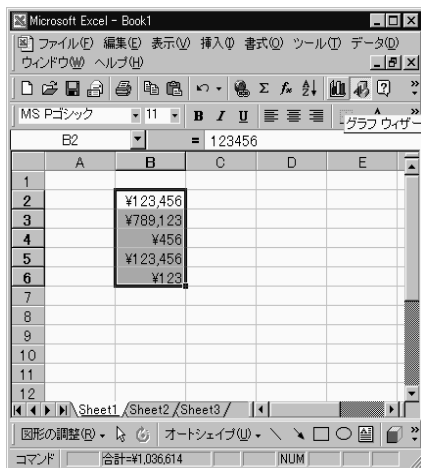 Microsoft Excel - Book1
ファイル(F) 編集(E) 表示(V) 挿入(I) 書式(O) ツール(T) データ(D)
ウィンドウ(W) ヘルプ(H)
MS Pゴシック 11 B I U
グラフ ウィザー
B2 = 123456
A B C D E
1
2 ¥123,456
3 ¥789,123
4 ¥456
5 ¥123,456
6 ¥123
7
8
9
10
11
12
Sheet1 Sheet2 Sheet3
図形の調整(R) オートシェイプ(U)
コマンド 合計=¥1,036,614 NUM